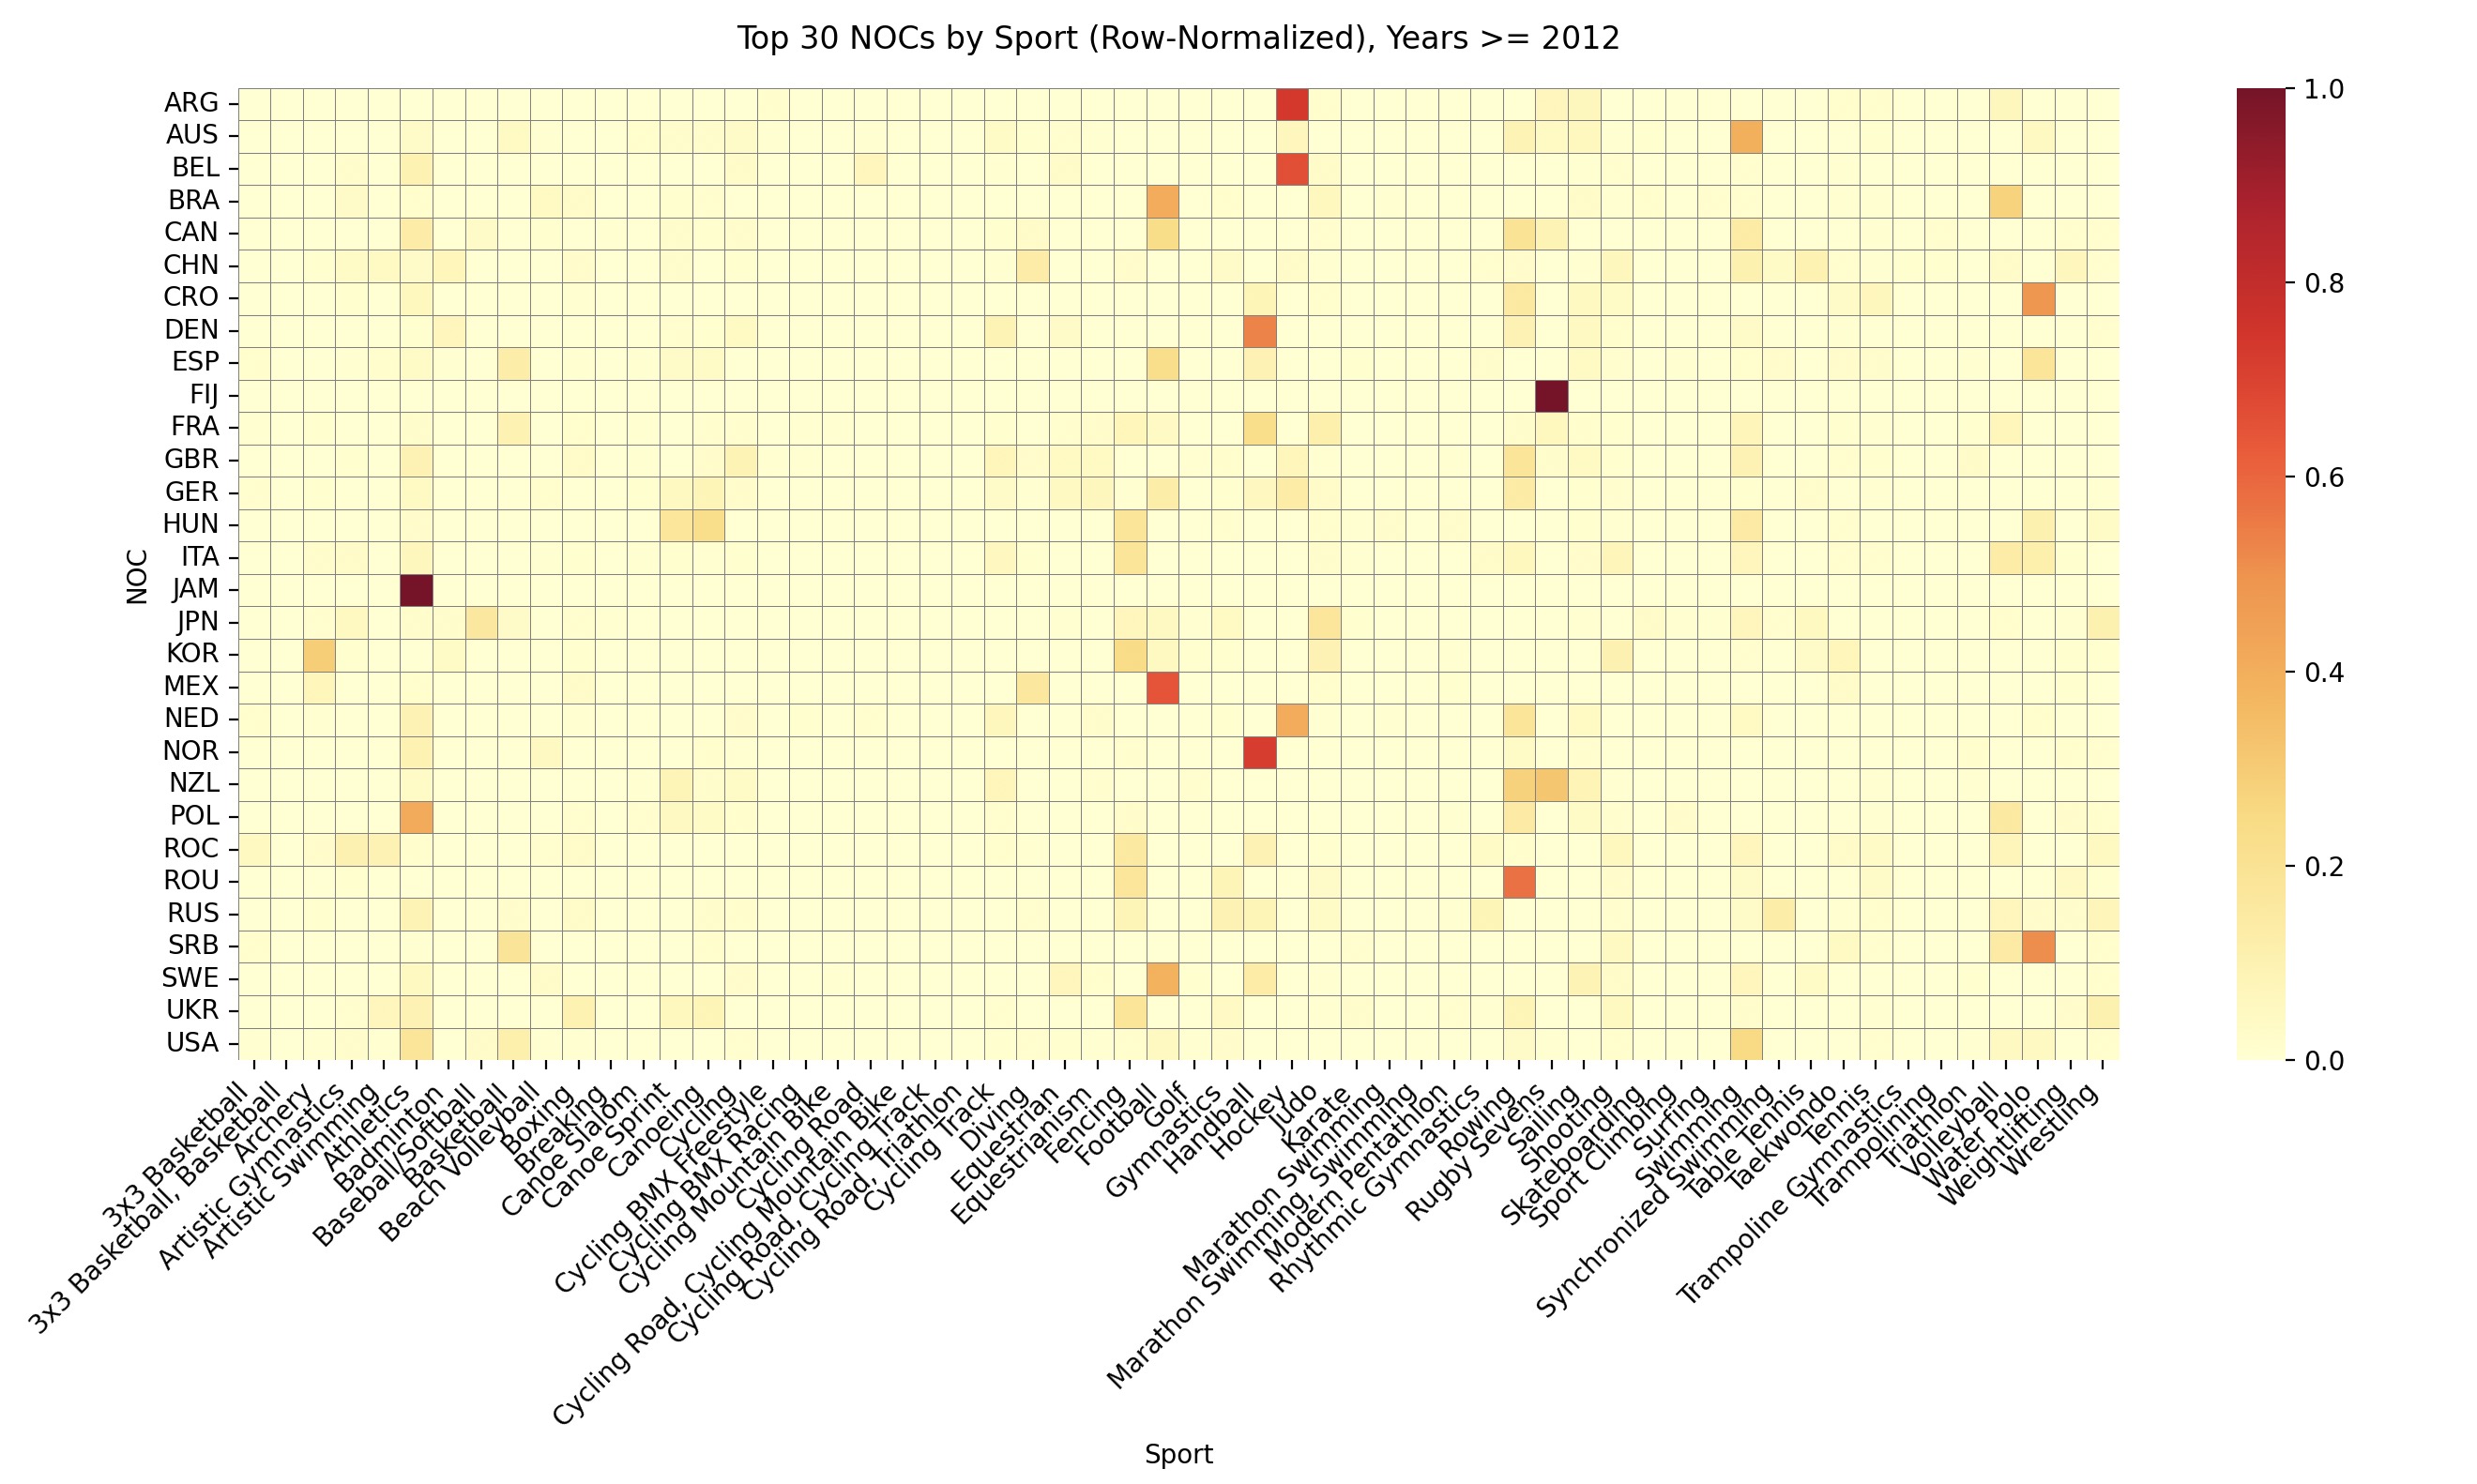 Top 30 NOCs by Sport (Row-Normalized), Years >= 2012
NOC
ARG
AUS
BEL
BRA
CAN
CHN
CRO
DEN
ESP
FIJ
FRA
GBR
GER
HUN
ITA
JAM
JPN
KOR
MEX
NED
NOR
NZL
POL
ROC
ROU
RUS
SRB
SWE
UKR
USA
3x3 Basketball
3x3 Basketball, Basketball
Archery
Artistic Gymnastics
Artistic Swimming
Athletics
Badminton
Baseball/Softball
Basketball
Beach Volleyball
Boxing
Breaking
Canoe Slalom
Canoe Sprint
Canoeing
Cycling
Cycling BMX Freestyle
Cycling BMX Racing
Cycling Mountain Bike
Cycling Road
Cycling Road, Cycling Mountain Bike
Cycling Road, Cycling Track
Cycling Road, Triathlon
Cycling Track
Diving
Equestrian
Equestrianism
Fencing
Football
Golf
Gymnastics
Handball
Hockey
Judo
Karate
Marathon Swimming
Marathon Swimming, Swimming
Modern Pentathlon
Rhythmic Gymnastics
Rowing
Rugby Sevens
Sailing
Shooting
Skateboarding
Sport Climbing
Surfing
Swimming
Synchronized Swimming
Table Tennis
Taekwondo
Tennis
Trampoline Gymnastics
Trampolining
Triathlon
Volleyball
Water Polo
Weightlifting
Wrestling
Sport
1.0
0.8
0.6
0.4
0.2
0.0